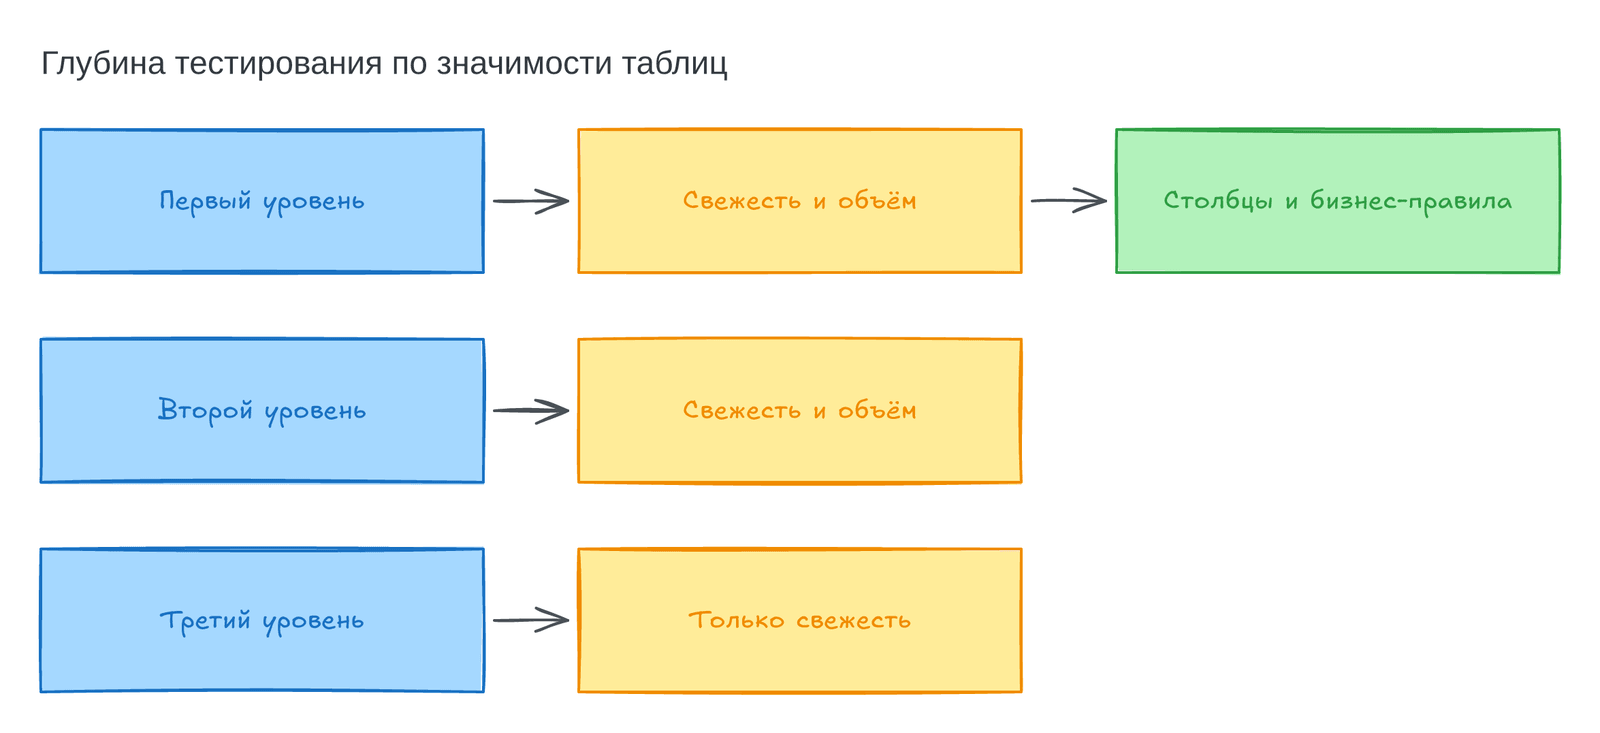 Глубина тестирования по значимости таблиц
Первый уровень
Свежесть и объём
Столбцы и бизнес-правила
Второй уровень
Свежесть и объём
Третий уровень
Только свежесть